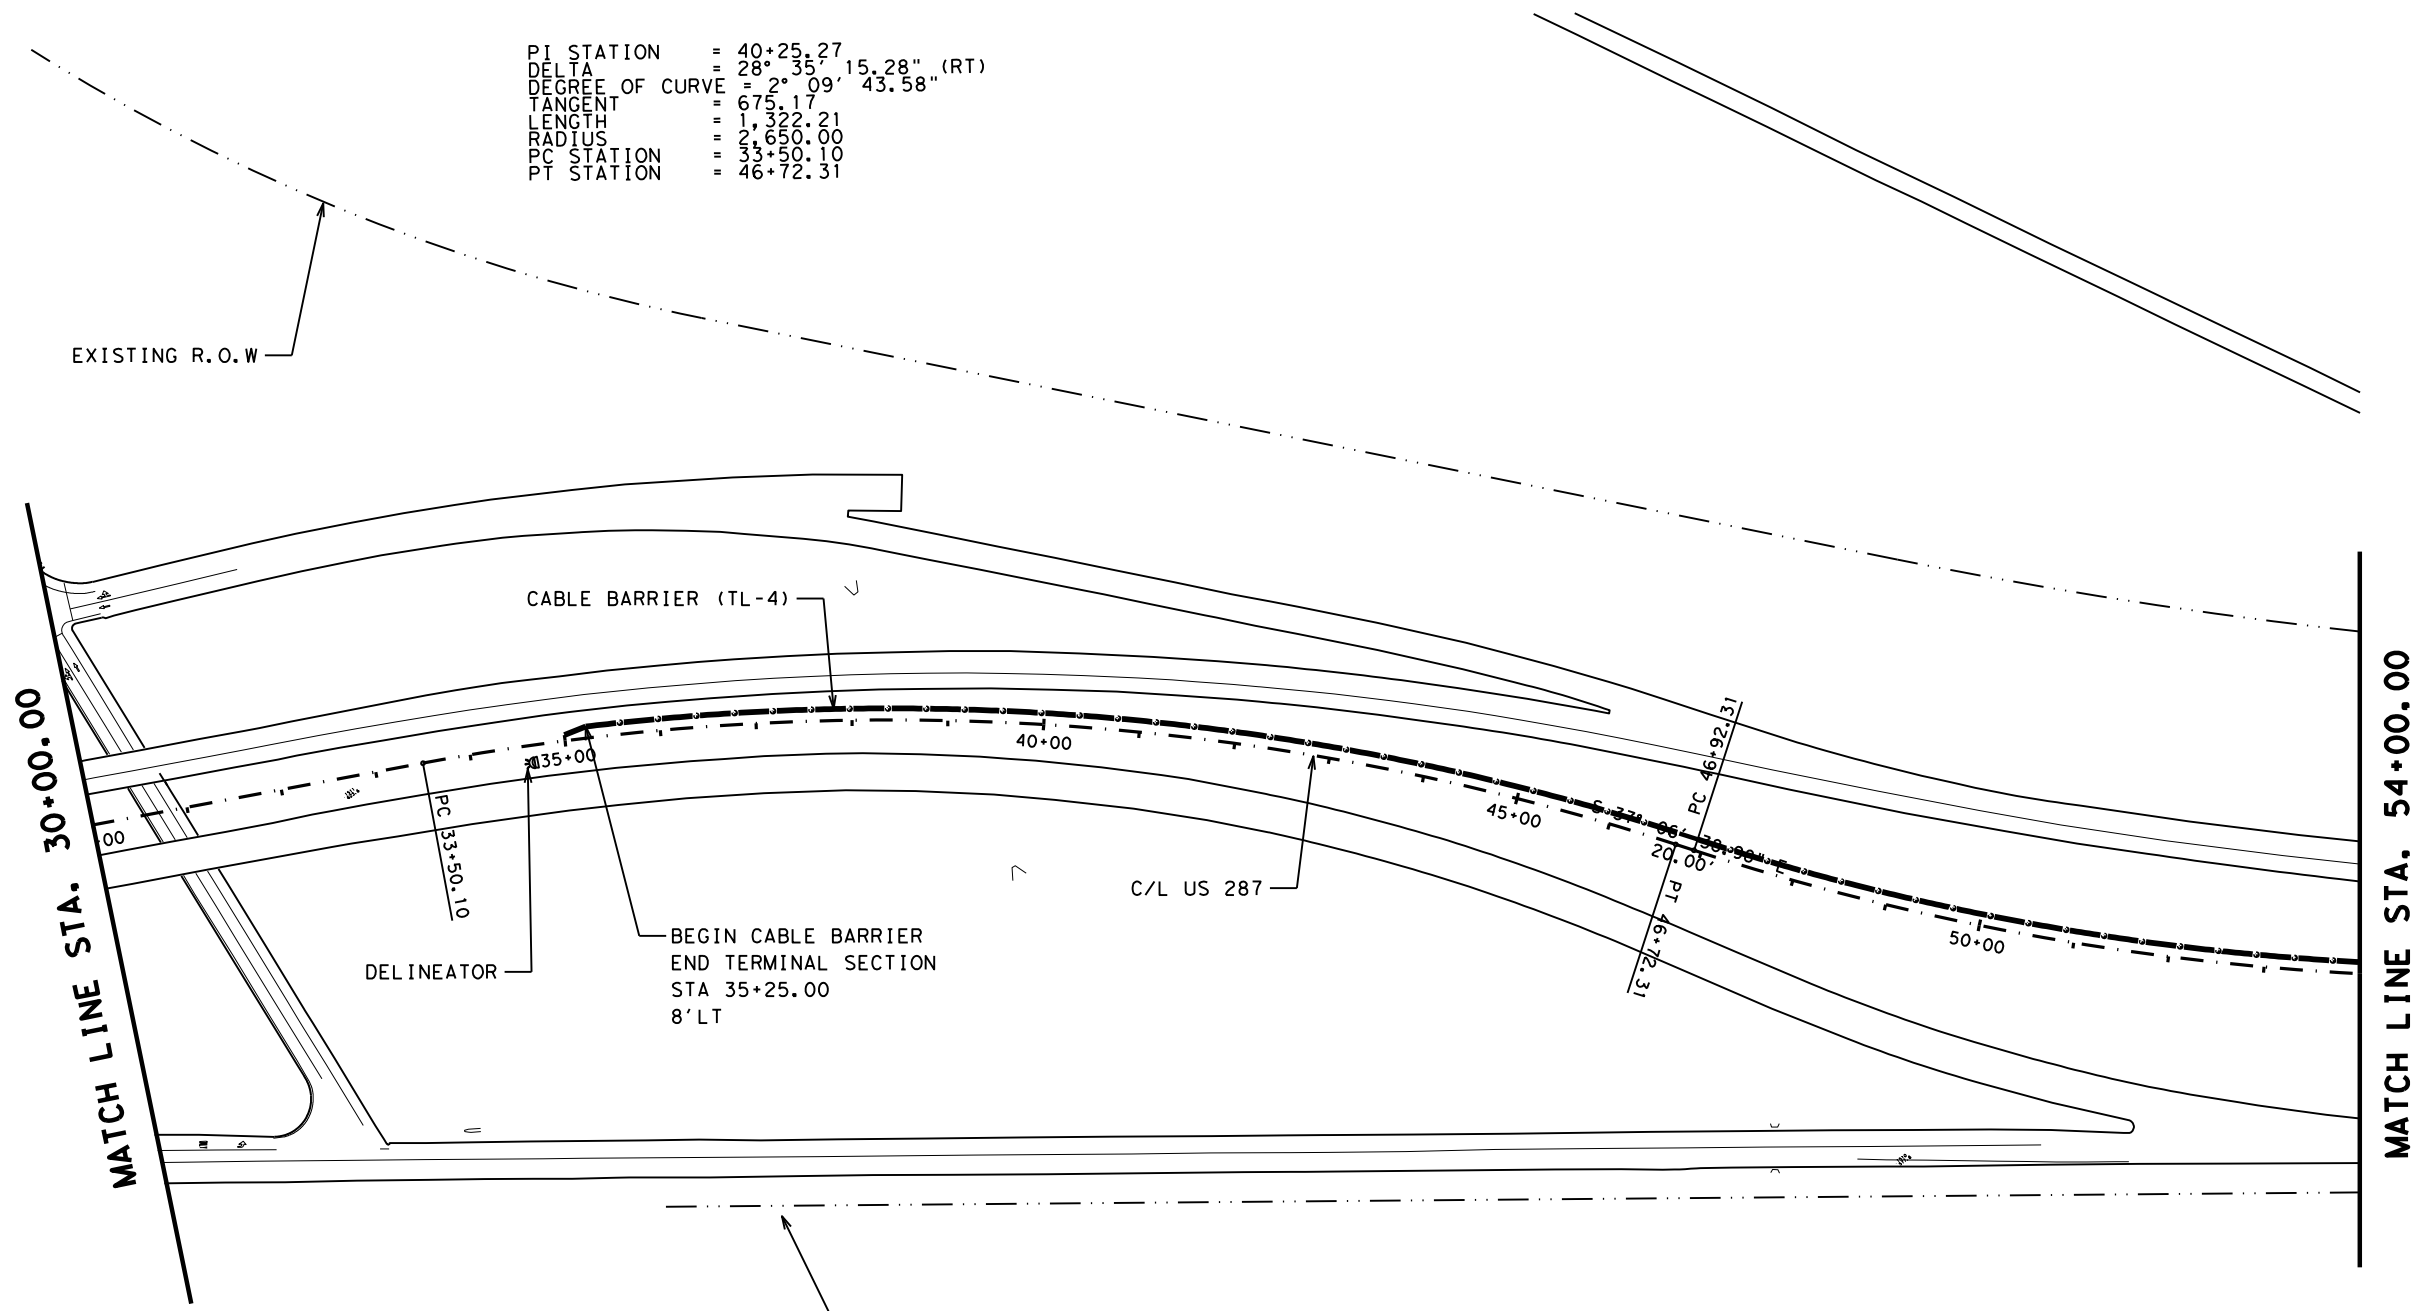 PI STATION = 40+25.27
DELTA = 28° 35' 15.28" (RT)
DEGREE OF CURVE = 2° 09' 43.58"
TANGENT = 675.17
LENGTH = 1,322.21
RADIUS = 2,650.00
PC STATION = 33+50.10
PT STATION = 46+72.31
EXISTING R.O.W
CABLE BARRIER (TL-4)
MATCH LINE STA. 30+00.00
+00
PC 33+50.10
35+00
40+00
45+00
S 37° 06' 38.98" E
20.00'
PC 46+92.31
PT 46+72.31
50+00
C/L US 287
DELINEATOR
BEGIN CABLE BARRIER
END TERMINAL SECTION
STA 35+25.00
8'LT
MATCH LINE STA. 54+00.00